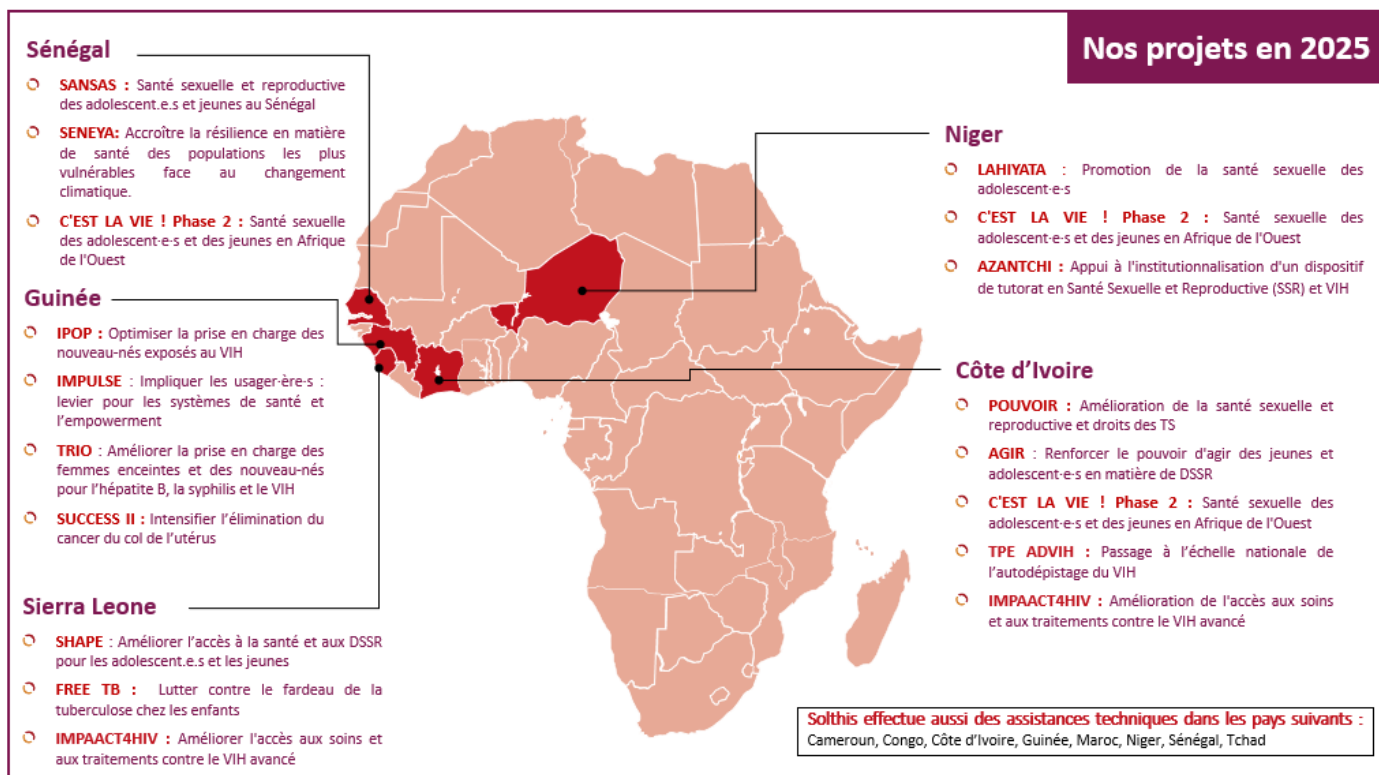 Nos projets en 2025
Sénégal
SANSAS : Santé sexuelle et reproductive
des adolescent.e.s et jeunes au Sénégal
SENEYA: Accroître la résilience en matière
de santé des populations les plus
vulnérables face au changement
climatique.
C'EST LA VIE ! Phase 2 : Santé sexuelle
des adolescent·e·s et des jeunes en Afrique
de l'Ouest
Guinée
IPOP : Optimiser la prise en charge des
nouveau-nés exposés au VIH
IMPULSE : Impliquer les usager·ère·s :
levier pour les systèmes de santé et
l’empowerment
TRIO : Améliorer la prise en charge des
femmes enceintes et des nouveau-nés
pour l’hépatite B, la syphilis et le VIH
SUCCESS II : Intensifier l’élimination du
cancer du col de l’utérus
Sierra Leone
SHAPE : Améliorer l’accès à la santé et aux DSSR
pour les adolescent.e.s et les jeunes
FREE TB : Lutter contre le fardeau de la
tuberculose chez les enfants
IMPAACT4HIV : Améliorer l'accès aux soins et
aux traitements contre le VIH avancé
Niger
LAHIYATA : Promotion de la santé sexuelle des
adolescent·e·s
C'EST LA VIE ! Phase 2 : Santé sexuelle des
adolescent·e·s et des jeunes en Afrique de l'Ouest
AZANTCHI : Appui à l'institutionnalisation d'un dispositif
de tutorat en Santé Sexuelle et Reproductive (SSR) et VIH
Côte d’Ivoire
POUVOIR : Amélioration de la santé sexuelle et
reproductive et droits des TS
AGIR : Renforcer le pouvoir d'agir des jeunes et
adolescent·e·s en matière de DSSR
C'EST LA VIE ! Phase 2 : Santé sexuelle des
adolescent·e·s et des jeunes en Afrique de l'Ouest
TPE ADVIH : Passage à l’échelle nationale de
l’autodépistage du VIH
IMPAACT4HIV : Amélioration de l'accès aux soins
et aux traitements contre le VIH avancé
Solthis effectue aussi des assistances techniques dans les pays suivants :
Cameroun, Congo, Côte d’Ivoire, Guinée, Maroc, Niger, Sénégal, Tchad